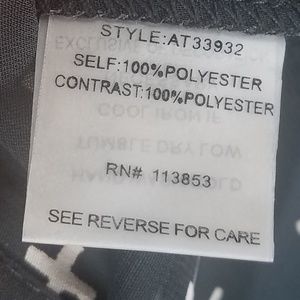 STYLE:AT33932
SELF:100%POLYESTER
CONTRAST:100%POLYESTER
RN# 113853
SEE REVERSE FOR CARE